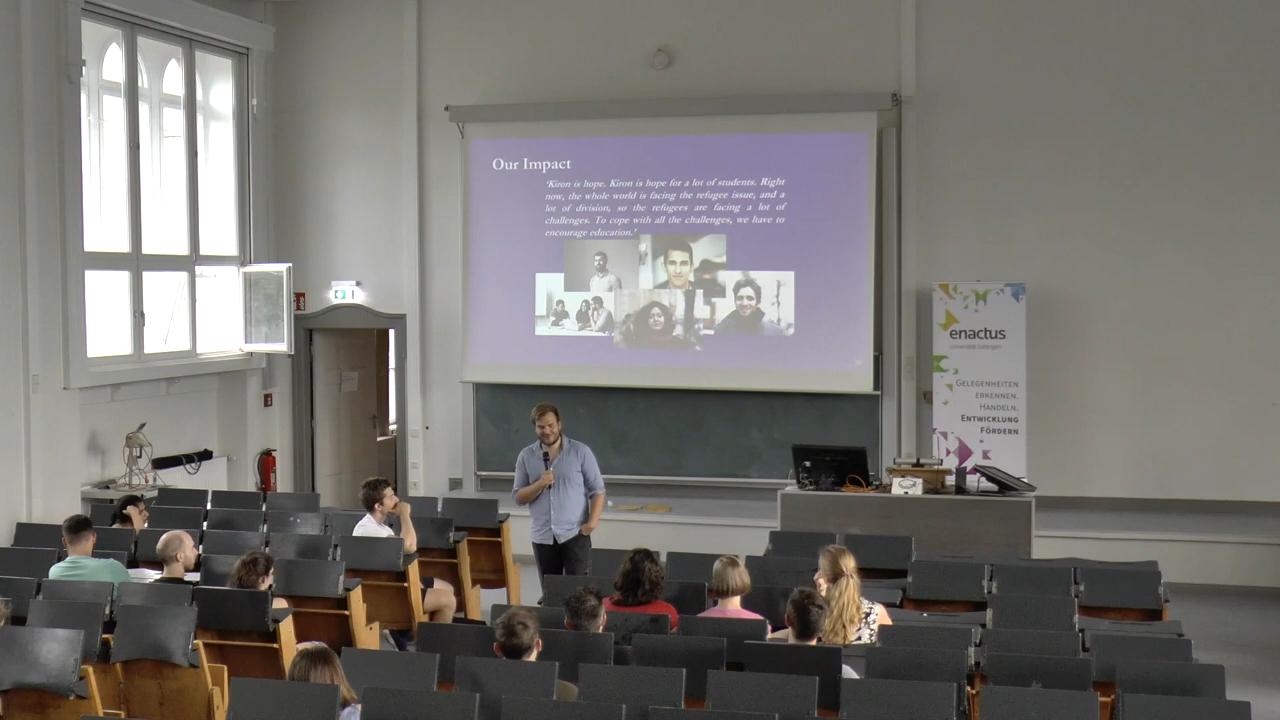 Our Impact
'Kiron is hope. Kiron is hope for a lot of students. Right
now, the whole world is facing the refugee issue, and a
lot of division, so the refugees are facing a lot of
challenges. To cope with all the challenges, we have to
encourage education.'
enactus
GELEGENHEITEN
ERKENNEN.
HANDELN.
ENTWICKLUNG
FÖRDERN